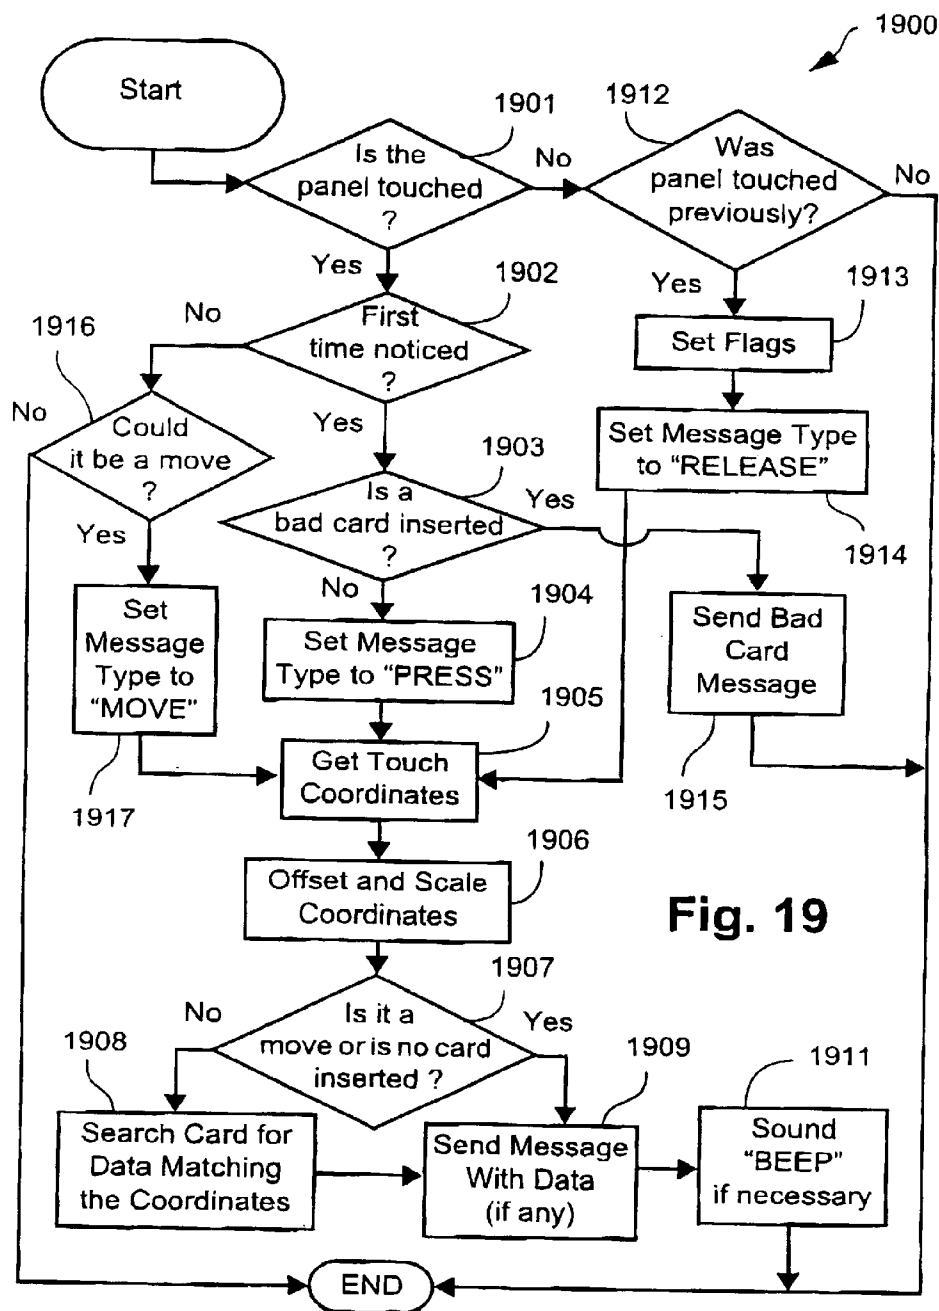 1900
Start
1901
Is the
panel touched
?
No
1912
Was
panel touched
previously?
No
Yes
1902
First
time noticed
?
No
Yes
1913
Set Flags
Set Message Type
to “RELEASE”
1914
1916
No
Could
it be a move
?
Yes
Yes
1903
Is a
bad card inserted
?
Yes
No
Set
Message
Type to
“MOVE”
1917
1904
Set Message
Type to “PRESS”
Send Bad
Card
Message
1915
1905
Get Touch
Coordinates
1906
Offset and Scale
Coordinates
Fig. 19
1907
Is it a
move or is no card
inserted ?
No
Yes
1908
Search Card for
Data Matching
the Coordinates
1909
Send Message
With Data
(if any)
1911
Sound
“BEEP”
if necessary
END